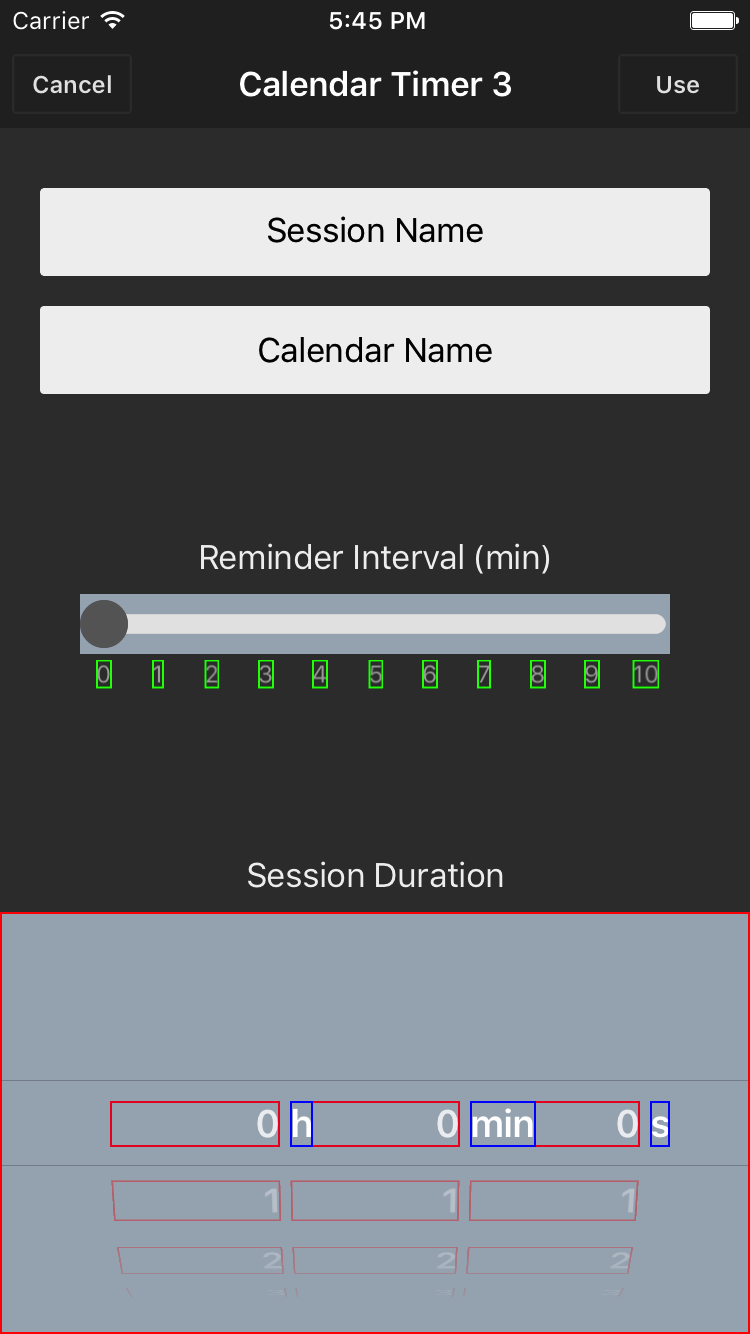 Carrier 5:45 PM
Cancel Calendar Timer 3 Use
Session Name
Calendar Name
Reminder Interval (min)
0 1 2 3 4 5 6 7 8 9 10
Session Duration
0 h 0 min 0 s
1 1 1
2 2 2